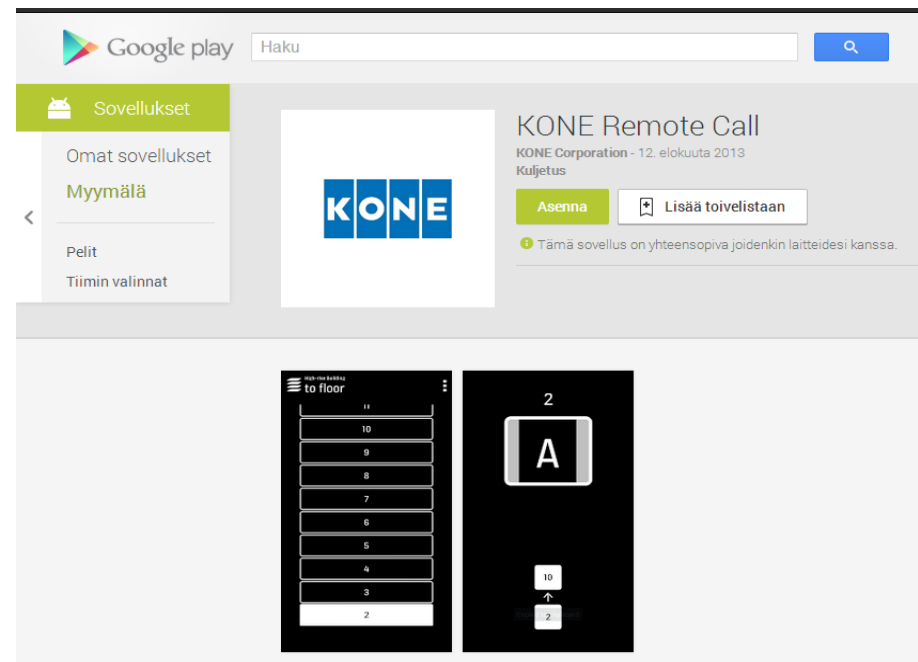 Google play
Haku
Sovellukset
Omat sovellukset
Myymälä
Pelit
Tiimin valinnat
KONE
KONE Remote Call
KONE Corporation - 12. elokuuta 2013
Kuljetus
Asenna
Lisää toivelistaan
Tämä sovellus on yhteensopiva joidenkin laitteidesi kanssa.
High-rise Building
to floor
11
10
9
8
7
6
5
4
3
2
2
A
10
2